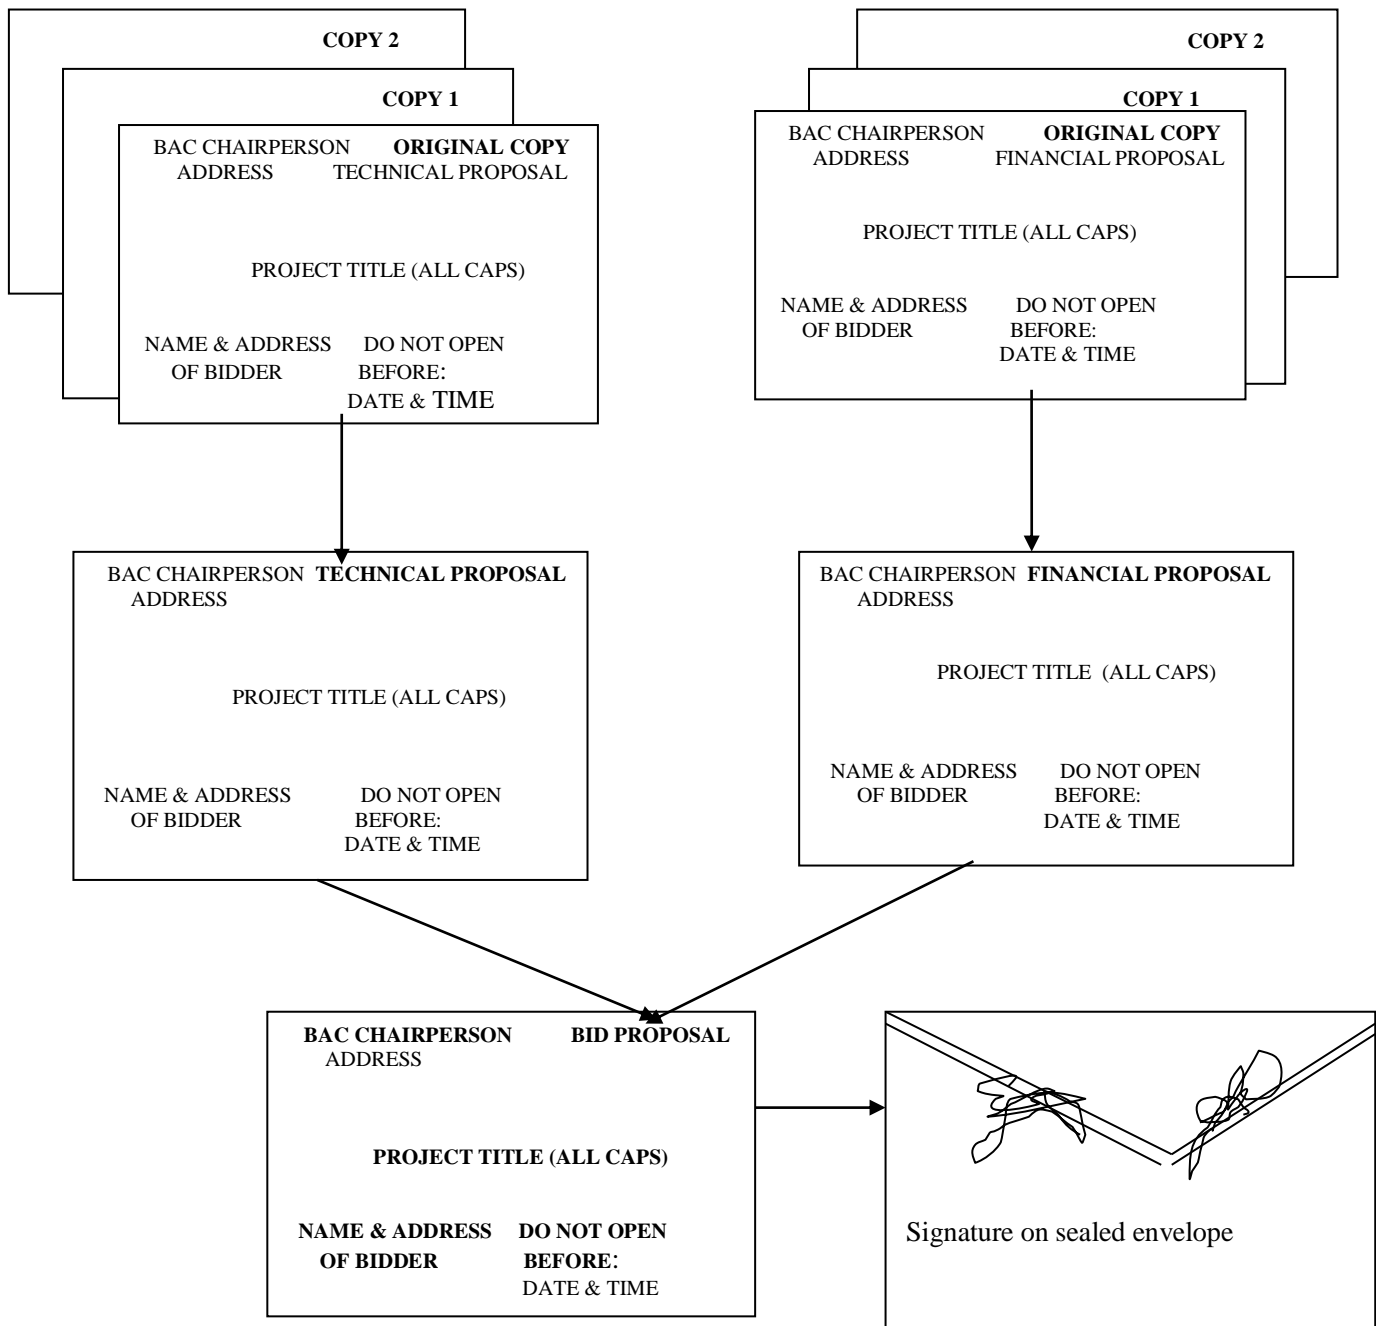 COPY 2
COPY 1
BAC CHAIRPERSON ORIGINAL COPY
ADDRESS TECHNICAL PROPOSAL
PROJECT TITLE (ALL CAPS)
NAME & ADDRESS DO NOT OPEN
OF BIDDER BEFORE:
DATE & TIME
COPY 2
COPY 1
BAC CHAIRPERSON ORIGINAL COPY
ADDRESS FINANCIAL PROPOSAL
PROJECT TITLE (ALL CAPS)
NAME & ADDRESS DO NOT OPEN
OF BIDDER BEFORE:
DATE & TIME
BAC CHAIRPERSON TECHNICAL PROPOSAL
ADDRESS
PROJECT TITLE (ALL CAPS)
NAME & ADDRESS DO NOT OPEN
OF BIDDER BEFORE:
DATE & TIME
BAC CHAIRPERSON FINANCIAL PROPOSAL
ADDRESS
PROJECT TITLE (ALL CAPS)
NAME & ADDRESS DO NOT OPEN
OF BIDDER BEFORE:
DATE & TIME
BAC CHAIRPERSON BID PROPOSAL
ADDRESS
PROJECT TITLE (ALL CAPS)
NAME & ADDRESS DO NOT OPEN
OF BIDDER BEFORE:
DATE & TIME
Signature on sealed envelope